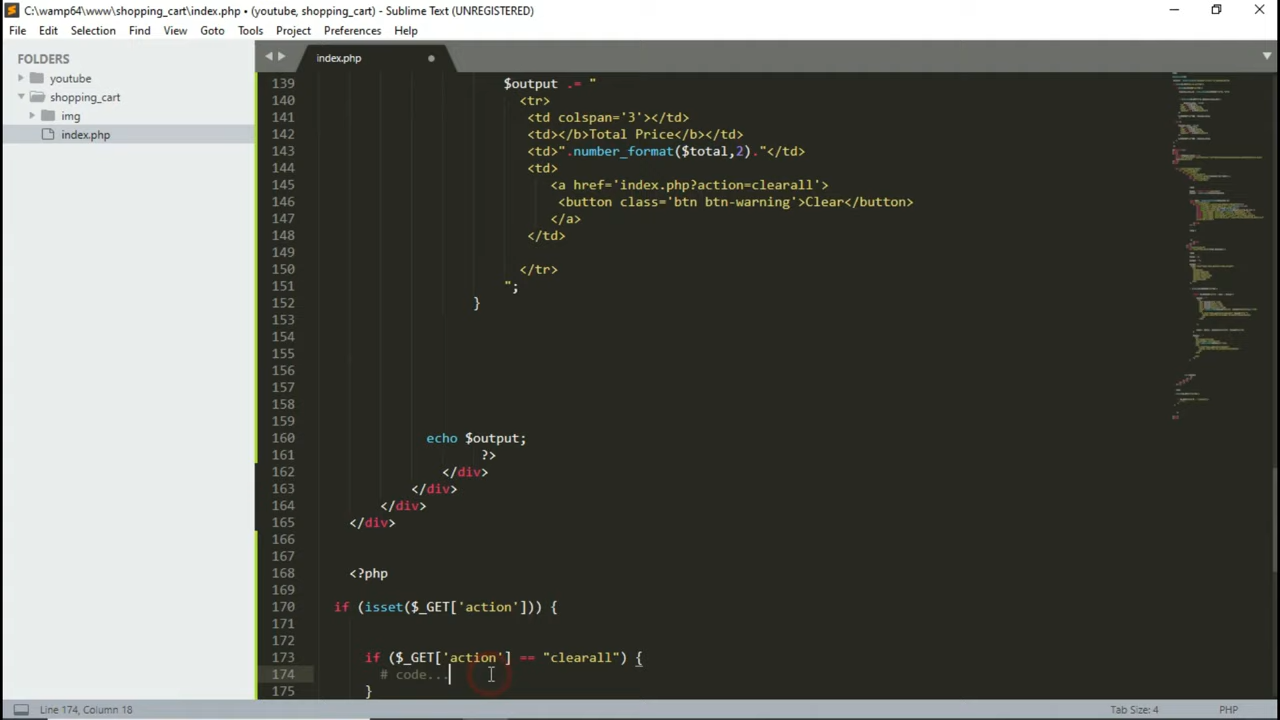 C:\wamp64\www\shopping_cart\index.php • (youtube, shopping_cart) - Sublime Text (UNREGISTERED)
File Edit Selection Find View Goto Tools Project Preferences Help
FOLDERS
youtube
shopping_cart
img
index.php
index.php
139 $output .= "
140 <tr>
141 <td colspan='3'></td>
142 <td></b>Total Price</b></td>
143 <td>".number_format($total,2)."</td>
144 <td>
145 <a href='index.php?action=clearall'>
146 <button class='btn btn-warning'>Clear</button>
147 </a>
148 </td>
149
150 </tr>
151 ";
152 }
153
154
155
156
157
158
159
160 echo $output;
161 ?>
162 </div>
163 </div>
164 </div>
165 </div>
166
167
168 <?php
169
170 if (isset($_GET['action'])) {
171
172
173 if ($_GET['action'] == "clearall") {
174 # code...
175 }
Line 174, Column 18
Tab Size: 4
PHP